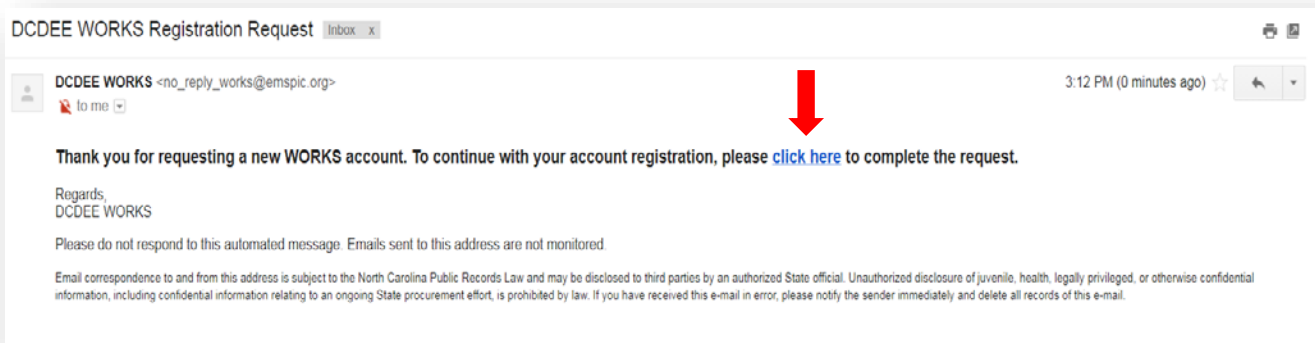 DCDEE WORKS Registration Request Inbox x
DCDEE WORKS <no_reply_works@emspic.org> 3:12 PM (0 minutes ago)
to me
Thank you for requesting a new WORKS account. To continue with your account registration, please click here to complete the request.
Regards,
DCDEE WORKS
Please do not respond to this automated message. Emails sent to this address are not monitored.
Email correspondence to and from this address is subject to the North Carolina Public Records Law and may be disclosed to third parties by an authorized State official. Unauthorized disclosure of juvenile, health, legally privileged, or otherwise confidential
information, including confidential information relating to an ongoing State procurement effort, is prohibited by law. If you have received this e-mail in error, please notify the sender immediately and delete all records of this e-mail.